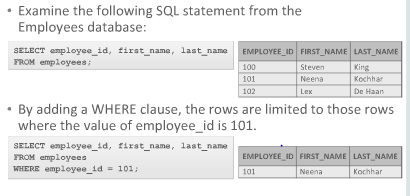 • Examine the following SQL statement from the
Employees database:
SELECT employee_id, first_name, last_name
FROM employees;
EMPLOYEE_ID FIRST_NAME LAST_NAME
100 Steven King
101 Neena Kochhar
102 Lex De Haan
• By adding a WHERE clause, the rows are limited to those rows
where the value of employee_id is 101.
SELECT employee_id, first_name, last_name
FROM employees
WHERE employee_id = 101;
EMPLOYEE_ID FIRST_NAME LAST_NAME
101 Neena Kochhar